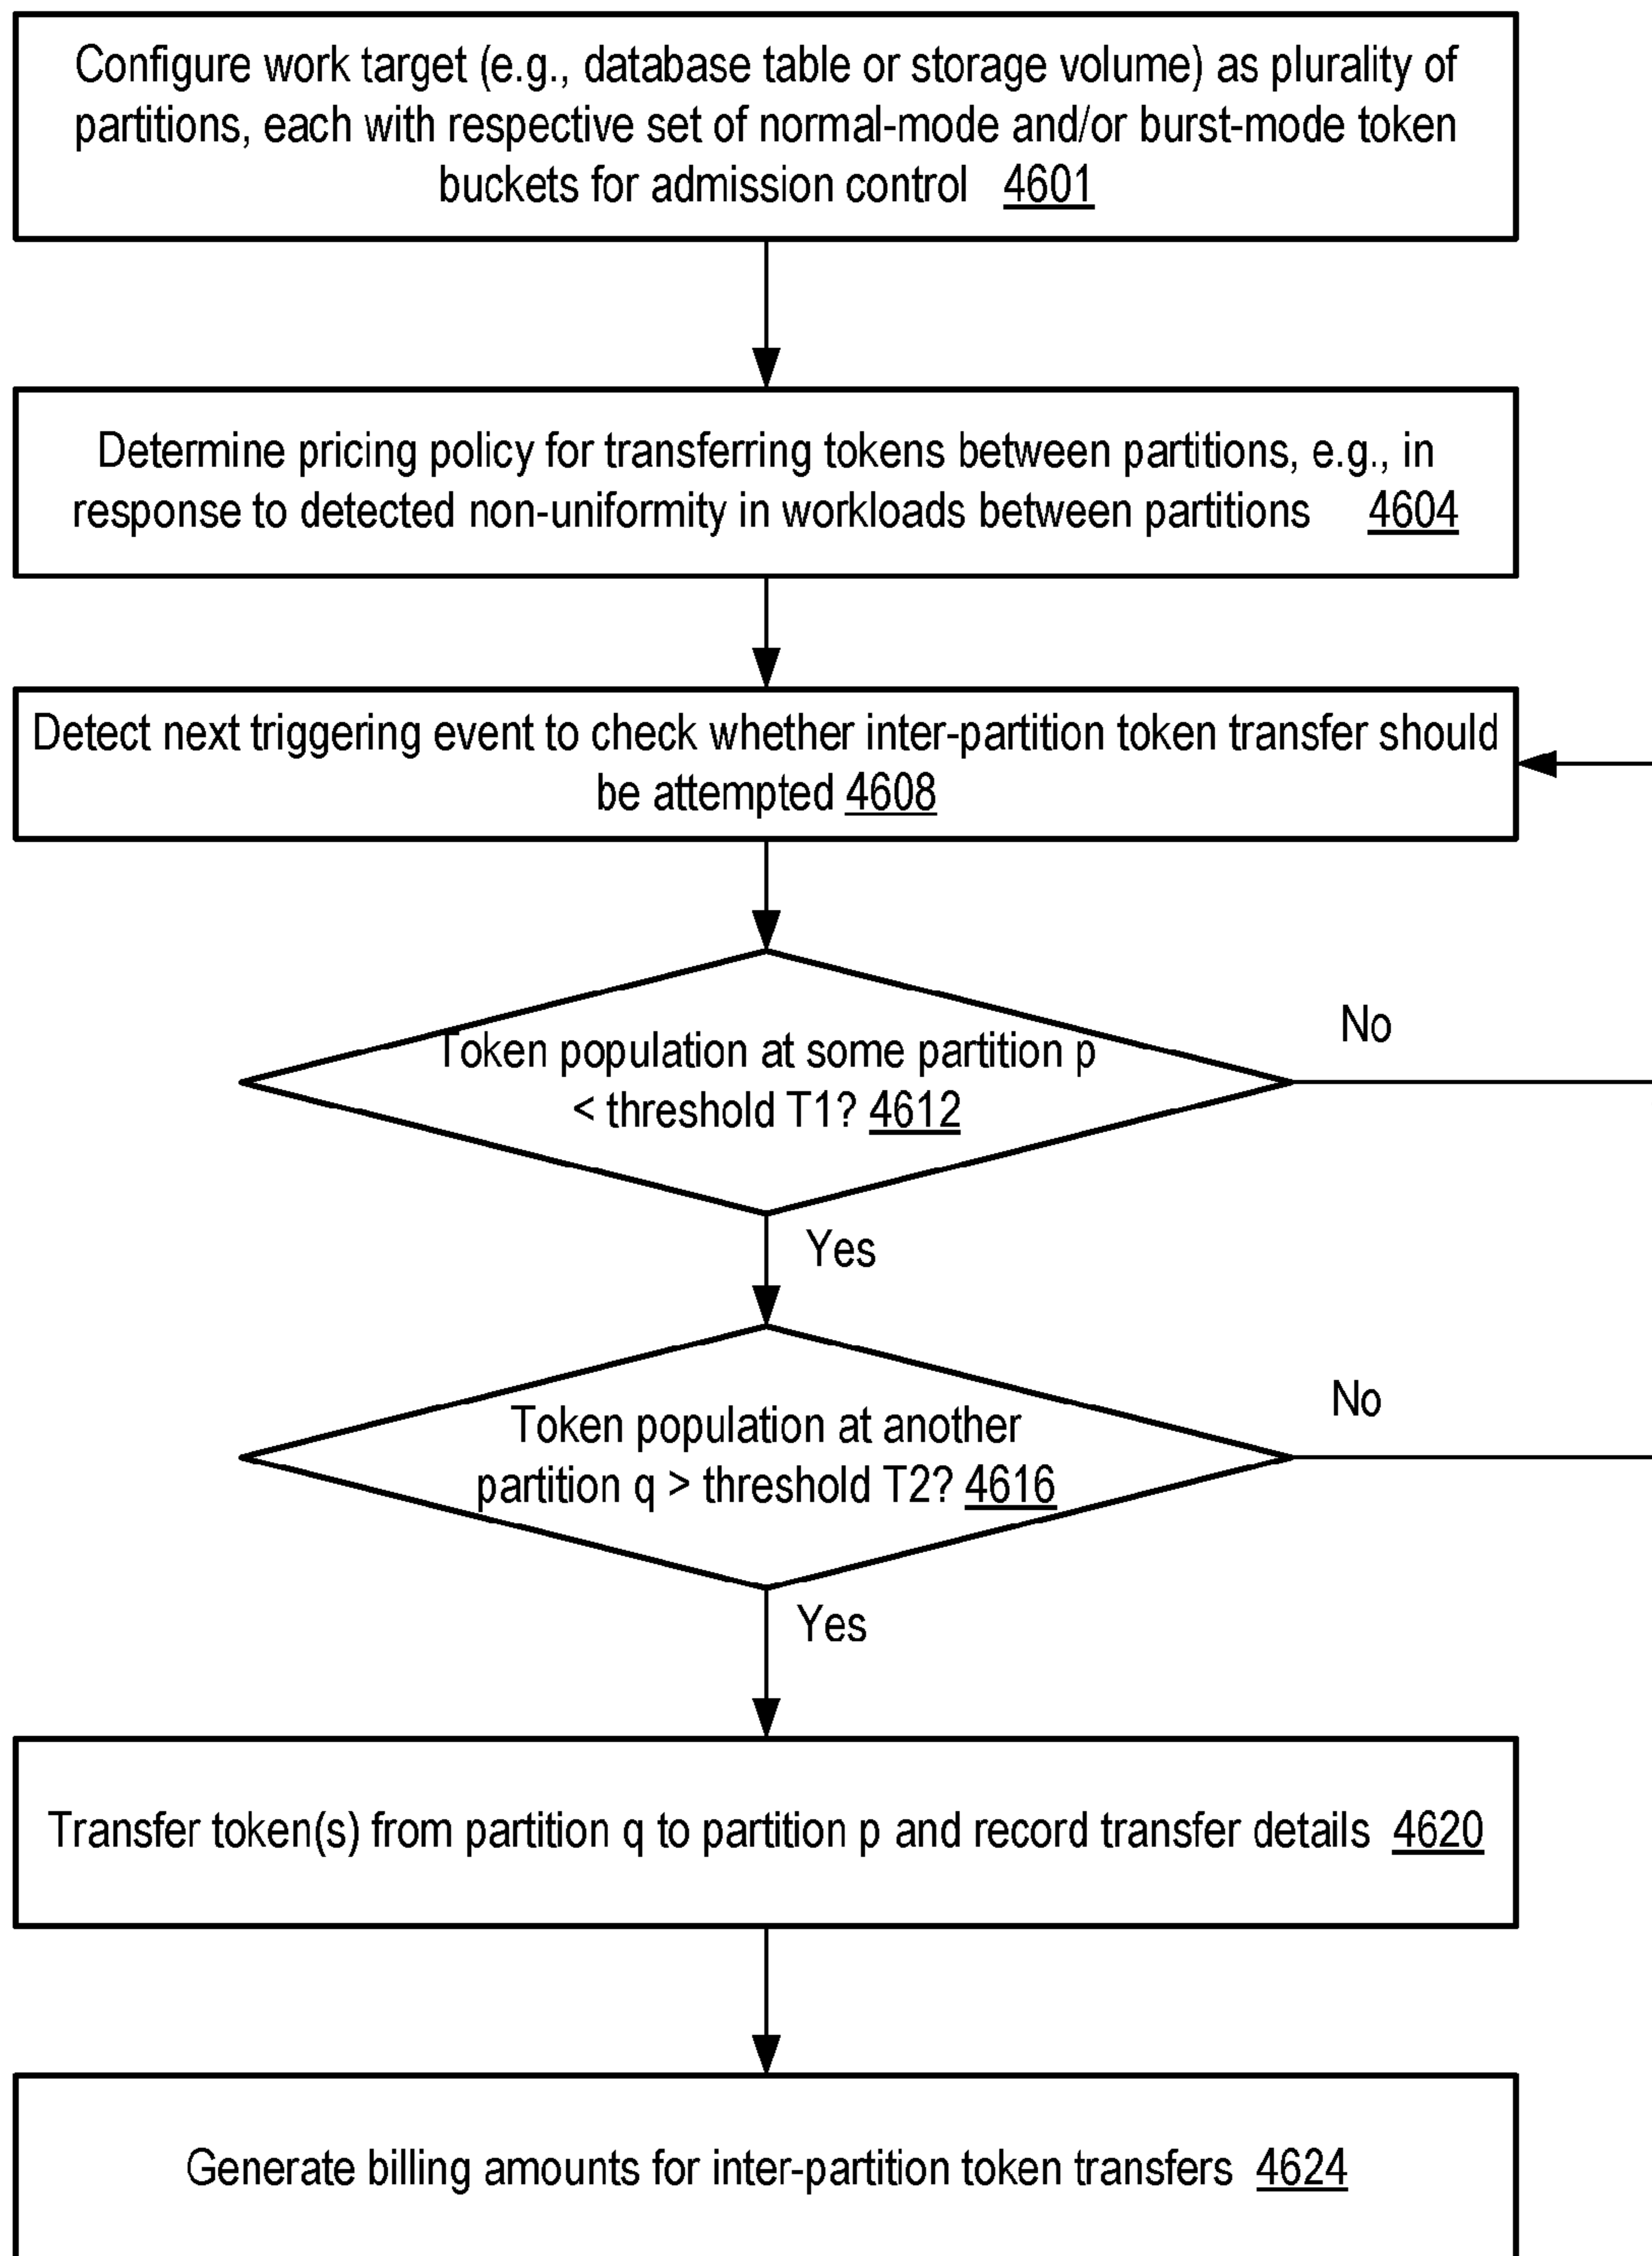 Configure work target (e.g., database table or storage volume) as plurality of
partitions, each with respective set of normal-mode and/or burst-mode token
buckets for admission control 4601
Determine pricing policy for transferring tokens between partitions, e.g., in
response to detected non-uniformity in workloads between partitions 4604
Detect next triggering event to check whether inter-partition token transfer should
be attempted 4608
Token population at some partition p
< threshold T1? 4612
No
Yes
Token population at another
partition q > threshold T2? 4616
No
Yes
Transfer token(s) from partition q to partition p and record transfer details 4620
Generate billing amounts for inter-partition token transfers 4624